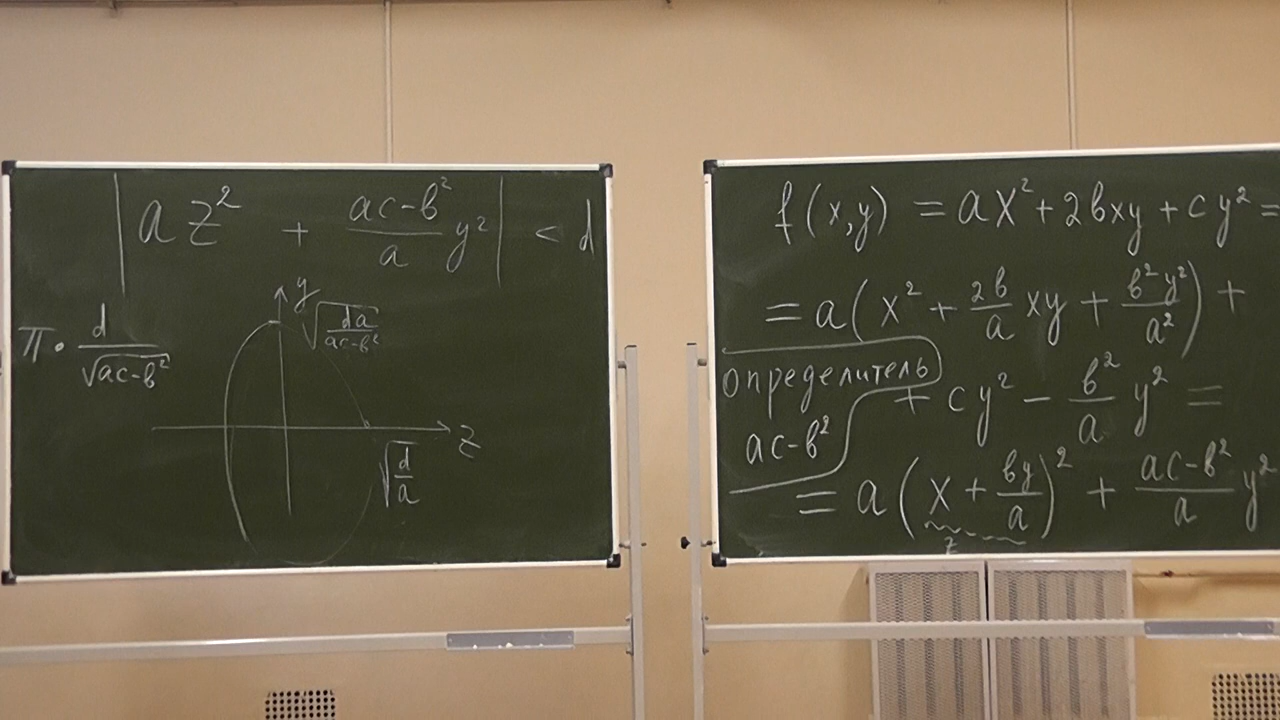 | a z² + (ac-b²)/a y² | < d
π · d/√(ac-b²)
y
√(da/(ac-b²))
z
√(d/a)
f(x,y) = ax² + 2bxy + cy² =
= a(x² + 2b/a xy + b²y²/a²) +
определитель
+ cy² - b²/a y² =
ac-b²
= a(x + by/a)² + (ac-b²)/a y²
z